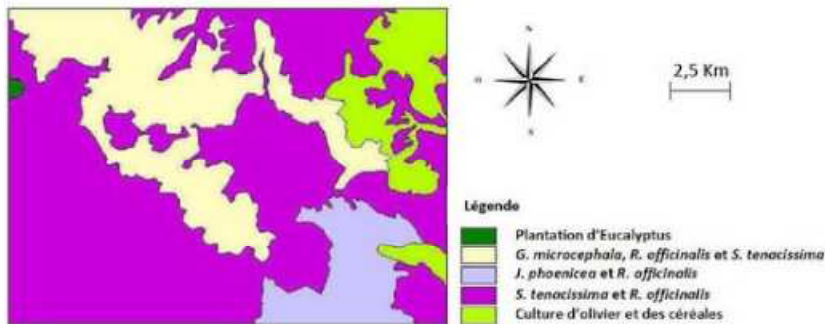 N
O
E
S
2,5 Km
Légende
Plantation d'Eucalyptus
G. microcephala, R. officinalis et S. tenacissima
J. phoenicea et R. officinalis
S. tenacissima et R. officinalis
Culture d'olivier et des céréales